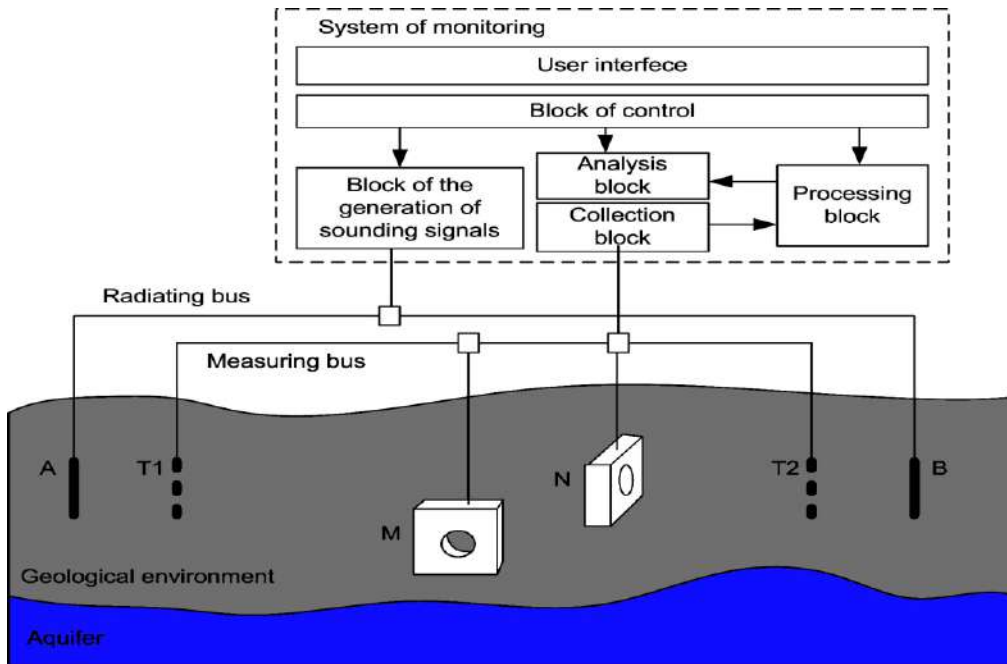 System of monitoring
User interfece
Block of control
Block of the
generation of
sounding signals
Analysis
block
Collection
block
Processing
block
Radiating bus
Measuring bus
A
T1
M
N
T2
B
Geological environment
Aquifer